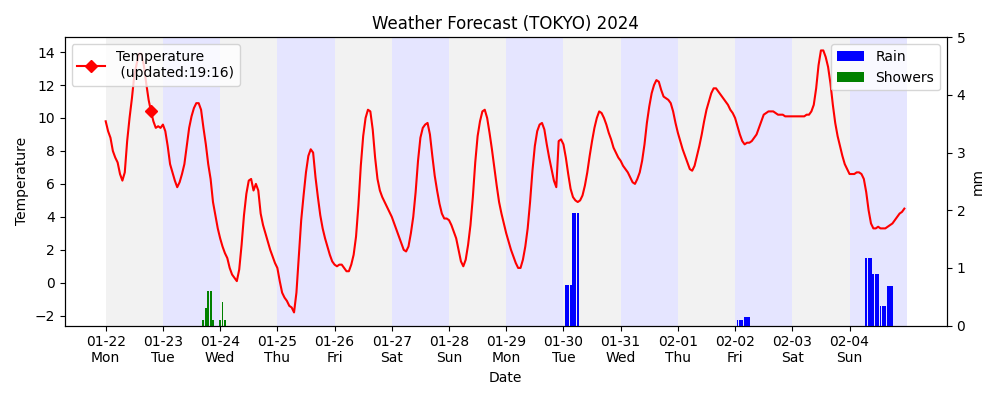 Weather Forecast (TOKYO) 2024
Temperature
(updated:19:16)
Rain
Showers
Temperature
14
12
10
8
6
4
2
0
−2
5
4
3
2
1
0
mm
01-22 01-23 01-24 01-25 01-26 01-27 01-28 01-29 01-30 01-31 02-01 02-02 02-03 02-04
Mon Tue Wed Thu Fri Sat Sun Mon Tue Wed Thu Fri Sat Sun
Date